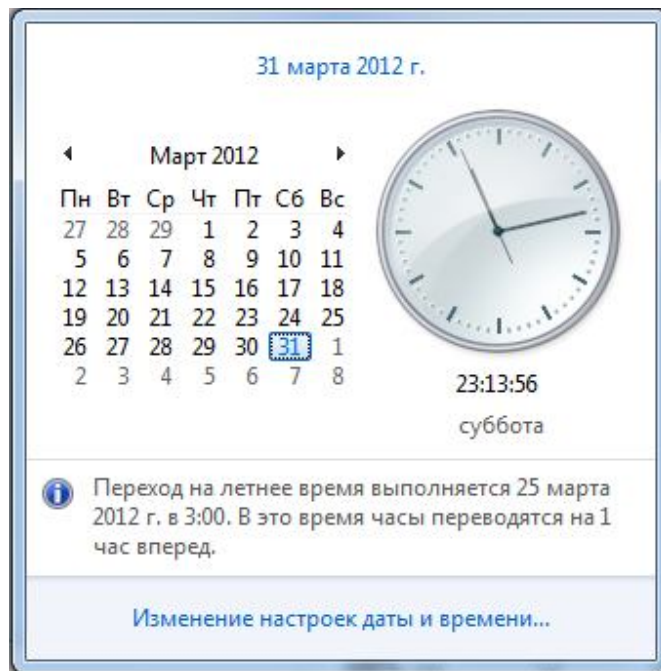 31 марта 2012 г.
Март 2012
Пн Вт Ср Чт Пт Сб Вс
27 28 29 1 2 3 4
5 6 7 8 9 10 11
12 13 14 15 16 17 18
19 20 21 22 23 24 25
26 27 28 29 30 31 1
2 3 4 5 6 7 8
23:13:56
суббота
Переход на летнее время выполняется 25 марта
2012 г. в 3:00. В это время часы переводятся на 1
час вперед.
Изменение настроек даты и времени...